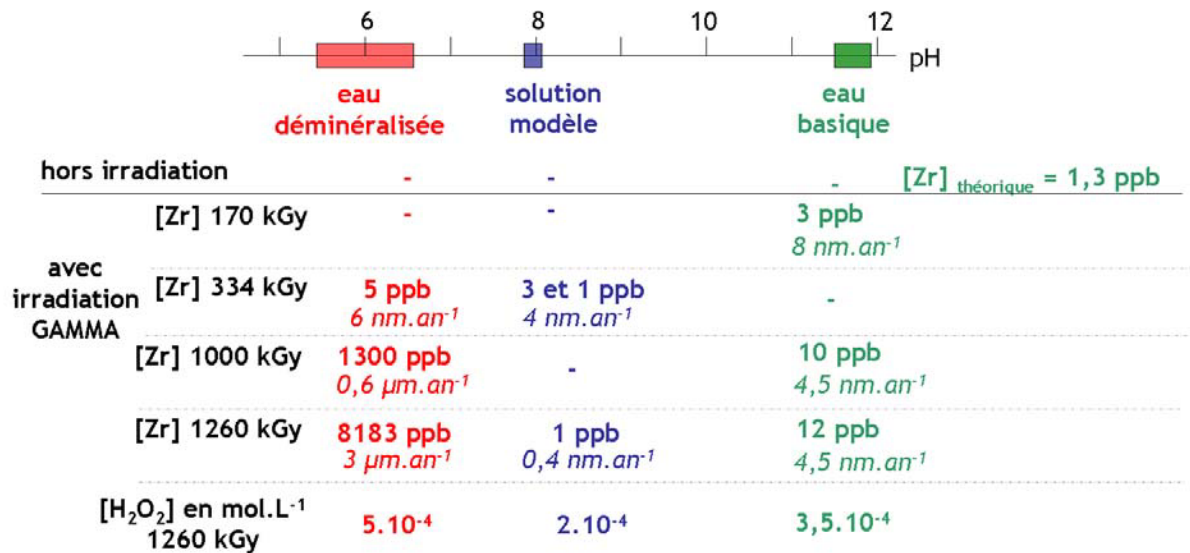 6 8 10 12
pH
eau solution eau
déminéralisée modèle basique
hors irradiation - - - [Zr] théorique = 1,3 ppb
[Zr] 170 kGy - - 3 ppb
8 nm.an-1
avec
irradiation
GAMMA
[Zr] 334 kGy 5 ppb 3 et 1 ppb -
6 nm.an-1 4 nm.an-1
[Zr] 1000 kGy 1300 ppb - 10 ppb
0,6 µm.an-1 4,5 nm.an-1
[Zr] 1260 kGy 8183 ppb 1 ppb 12 ppb
3 µm.an-1 0,4 nm.an-1 4,5 nm.an-1
[H2O2] en mol.L-1
1260 kGy 5.10-4 2.10-4 3,5.10-4